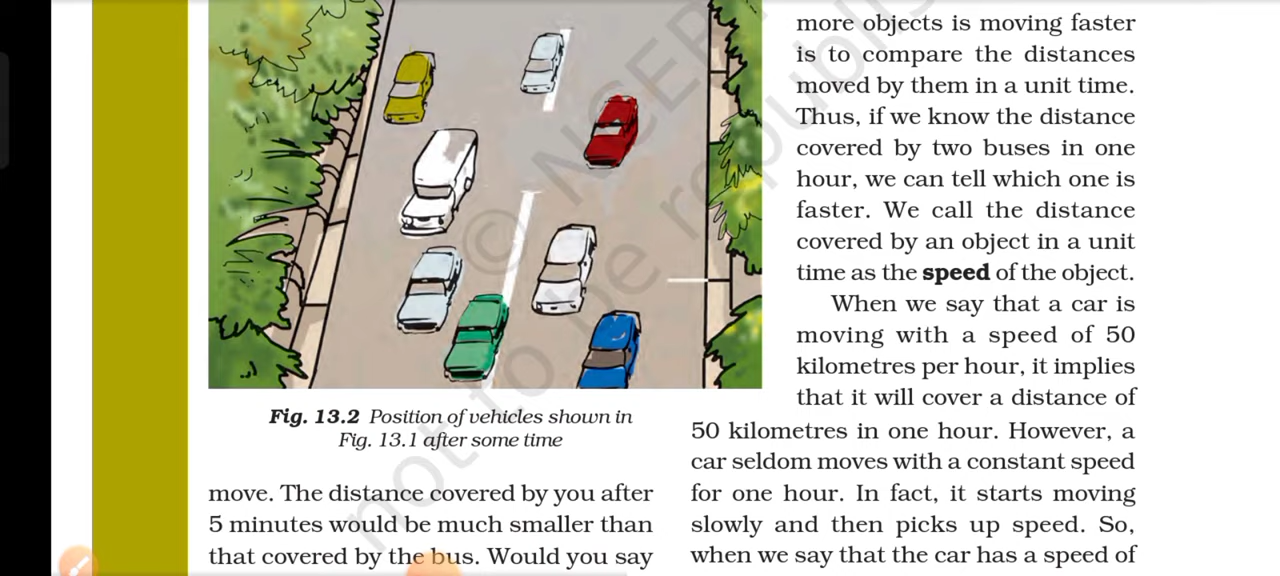 more objects is moving faster
is to compare the distances
moved by them in a unit time.
Thus, if we know the distance
covered by two buses in one
hour, we can tell which one is
faster. We call the distance
covered by an object in a unit
time as the speed of the object.
When we say that a car is
moving with a speed of 50
kilometres per hour, it implies
that it will cover a distance of
50 kilometres in one hour. However, a
car seldom moves with a constant speed
for one hour. In fact, it starts moving
slowly and then picks up speed. So,
when we say that the car has a speed of
Fig. 13.2 Position of vehicles shown in
Fig. 13.1 after some time
move. The distance covered by you after
5 minutes would be much smaller than
that covered by the bus. Would you say
© NCERT
not to be republis